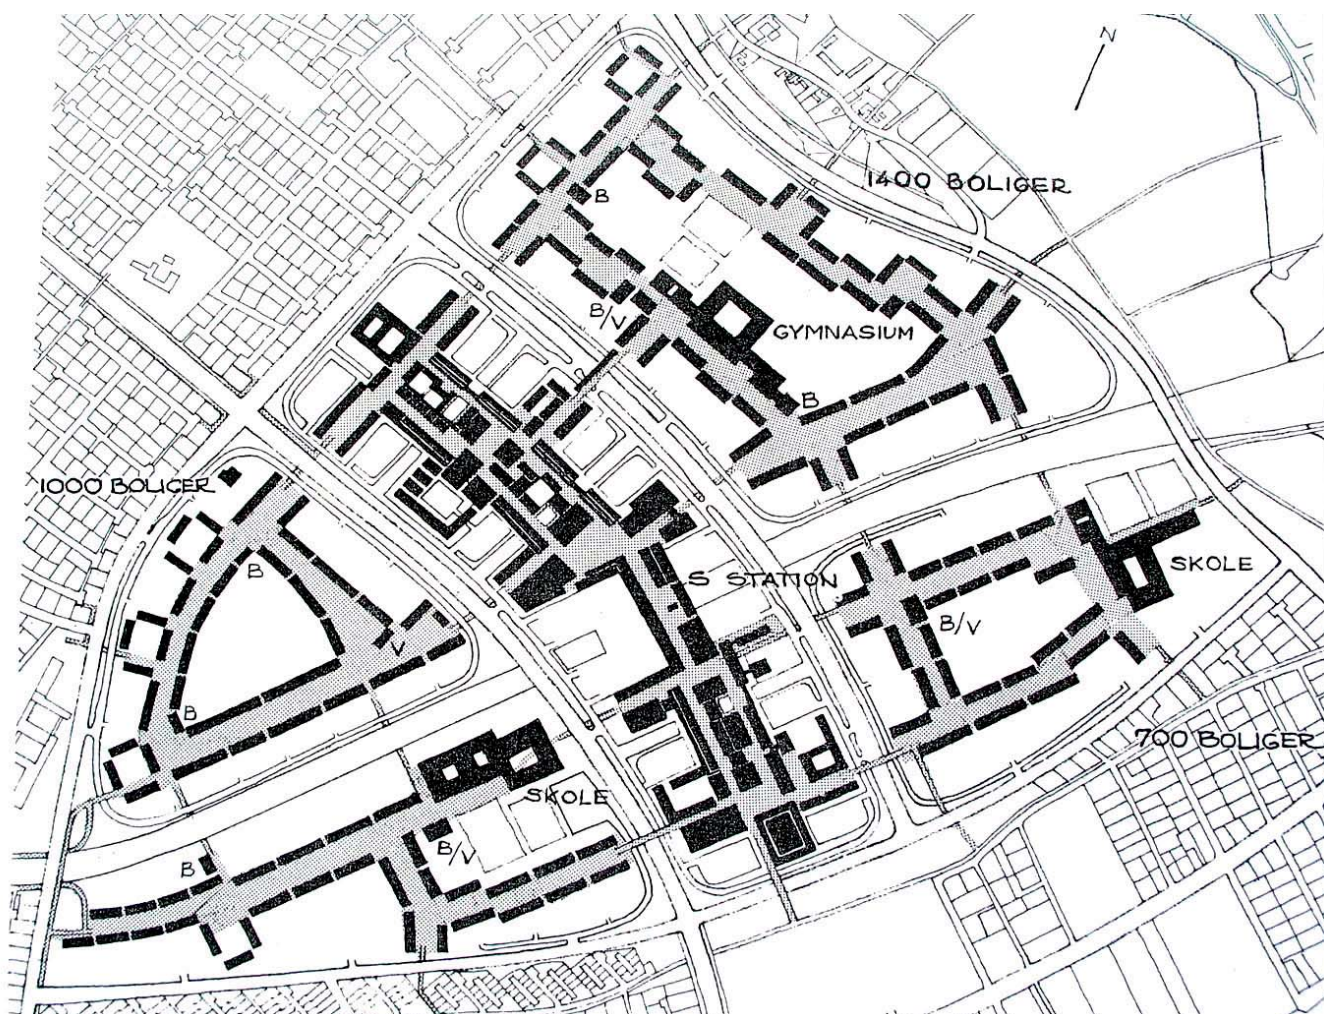 N
1400 BOLIGER
B
B/V
GYMNASIUM
B
1000 BOLIGER
B
S STATION
SKOLE
B/V
V
B
700 BOLIGER
SKOLE
B/V
B